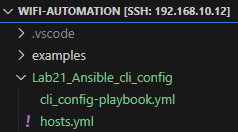 WIFI-AUTOMATION [SSH: 192.168.10.12]
.vscode
examples
Lab21_Ansible_cli_config
cli_config-playbook.yml
! hosts.yml